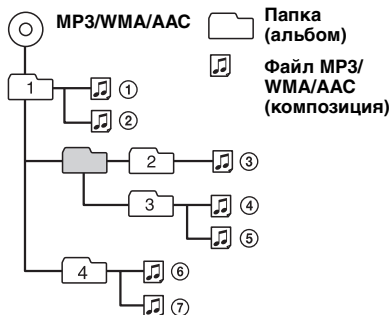 MP3/WMA/AAC
Папка
(альбом)
Файл MP3/
WMA/AAC
(композиция)
1
①
②
2
③
3
④
⑤
4
⑥
⑦